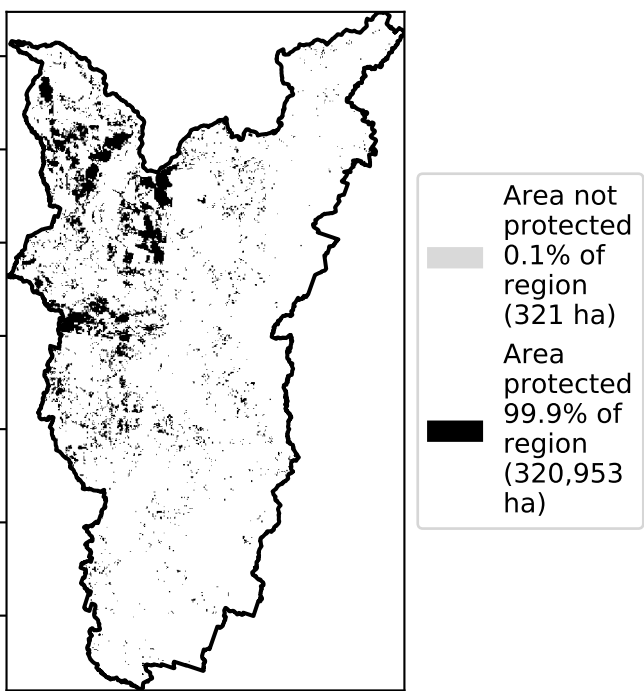 Area not
protected
0.1% of
region
(321 ha)
Area
protected
99.9% of
region
(320,953
ha)